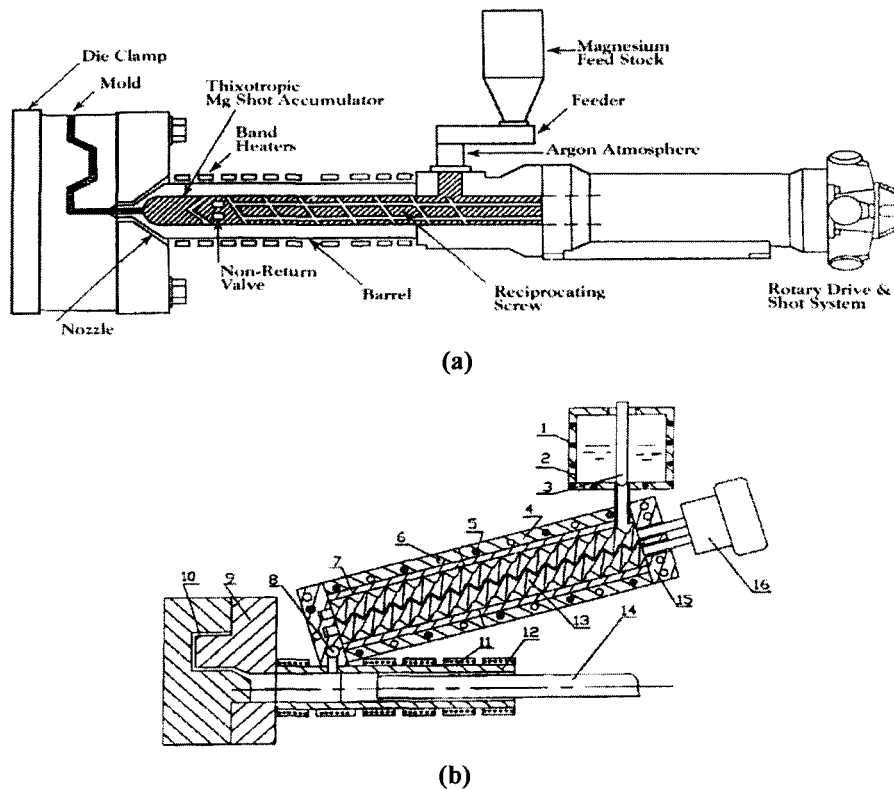 Die Clamp
Mold
Thixotropic
Mg Shot Accumulator
Band
Heaters
Magnesium
Feed Stock
Feeder
Argon Atmosphere
Nozzle
Non-Return
Valve
Barrel
Reciprocating
Screw
Rotary Drive &
Shot System
(a)
1
2
3
4
5
6
7
8
9
10
11
12
13
14
15
16
(b)